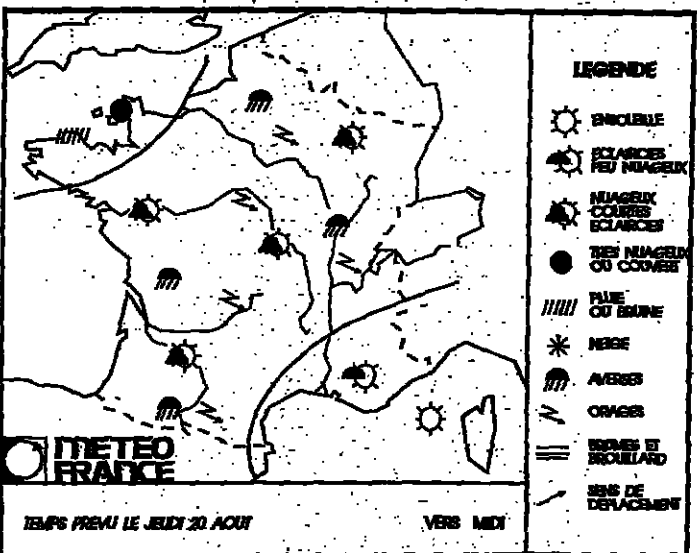 LEGENDE
ENSOLEILLE
ECLAIRCIES
PEU NUAGEUX
NUAGEUX
COURTES
ECLAIRCIES
TRES NUAGEUX
OU COUVERT
PLUIE
OU BRUINE
NEIGE
AVERSES
ORAGES
BRUMES ET
BROUILLARD
SENS DE
DEPLACEMENT
METEO
FRANCE
TEMPS PREVU LE JEUDI 20 AOUT
VERS MIDI